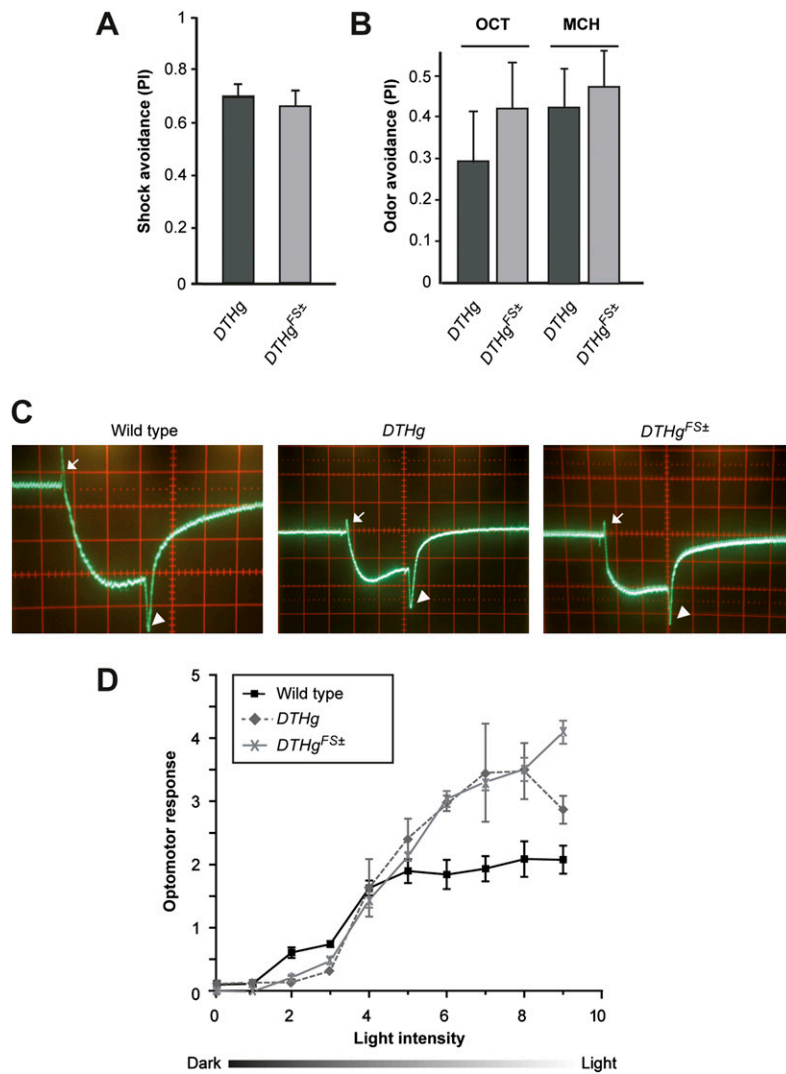 A
Shock avoidance (PI)
1
0.8
0.6
0.4
0.2
0
DTHg
DTHg^FS±
B
OCT
MCH
Odor avoidance (PI)
0.5
0.4
0.3
0.2
0.1
0
DTHg
DTHg^FS±
DTHg
DTHg^FS±
C
Wild type
DTHg
DTHg^FS±
D
Optomotor response
5
4
3
2
1
0
Wild type
DTHg
DTHg^FS±
0 2 4 6 8 10
Light intensity
Dark Light